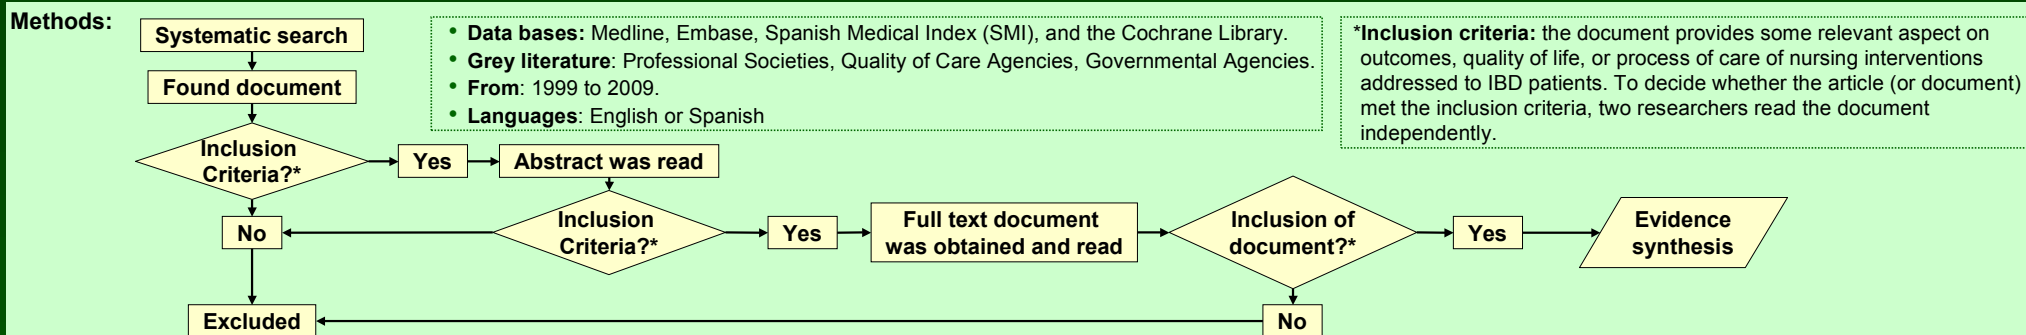 Methods:
Systematic search
Found document
Inclusion
Criteria?*
Yes
Abstract was read
No
Inclusion
Criteria?*
Yes
Full text document
was obtained and read
Inclusion of
document?*
Yes
Evidence
synthesis
Excluded
No
• Data bases: Medline, Embase, Spanish Medical Index (SMI), and the Cochrane Library.
• Grey literature: Professional Societies, Quality of Care Agencies, Governmental Agencies.
• From: 1999 to 2009.
• Languages: English or Spanish
*Inclusion criteria: the document provides some relevant aspect on
outcomes, quality of life, or process of care of nursing interventions
addressed to IBD patients. To decide whether the article (or document)
met the inclusion criteria, two researchers read the document
independently.